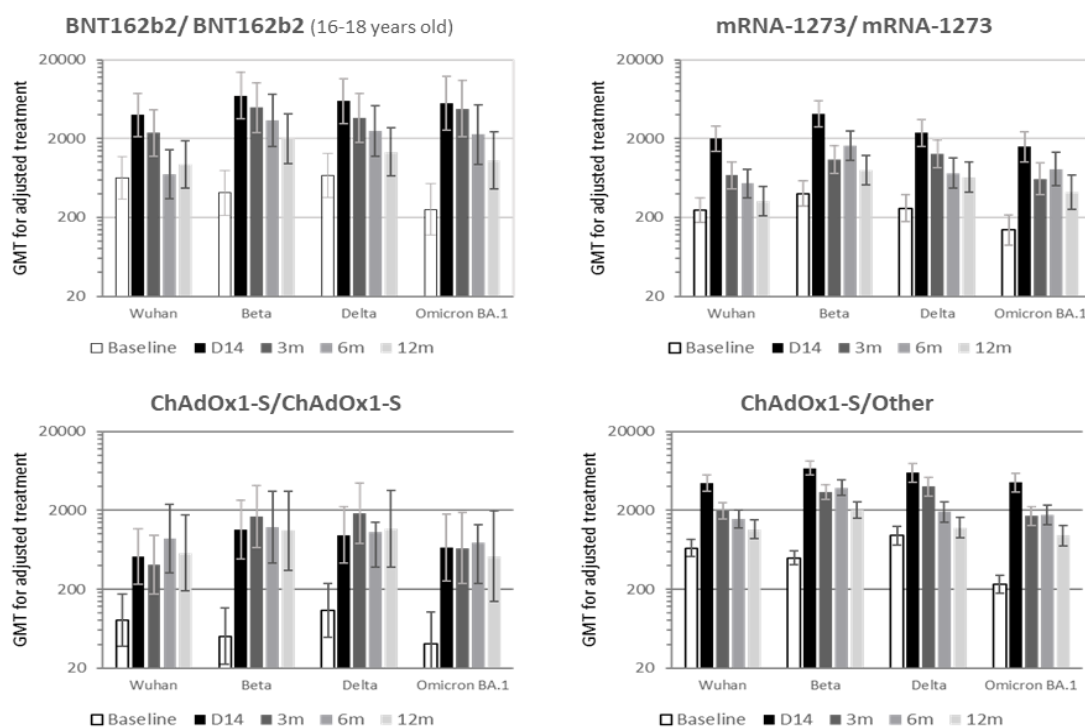 BNT162b2/ BNT162b2 (16-18 years old)
GMT for adjusted treatment
20000
2000
200
20
Wuhan Beta Delta Omicron BA.1
Baseline D14 3m 6m 12m
mRNA-1273/ mRNA-1273
GMT for adjusted treatment
20000
2000
200
20
Wuhan Beta Delta Omicron BA.1
Baseline D14 3m 6m 12m
ChAdOx1-S/ChAdOx1-S
GMT for adjusted treatment
20000
2000
200
20
Wuhan Beta Delta Omicron BA.1
Baseline D14 3m 6m 12m
ChAdOx1-S/Other
GMT for adjusted treatment
20000
2000
200
20
Wuhan Beta Delta Omicron BA.1
Baseline D14 3m 6m 12m